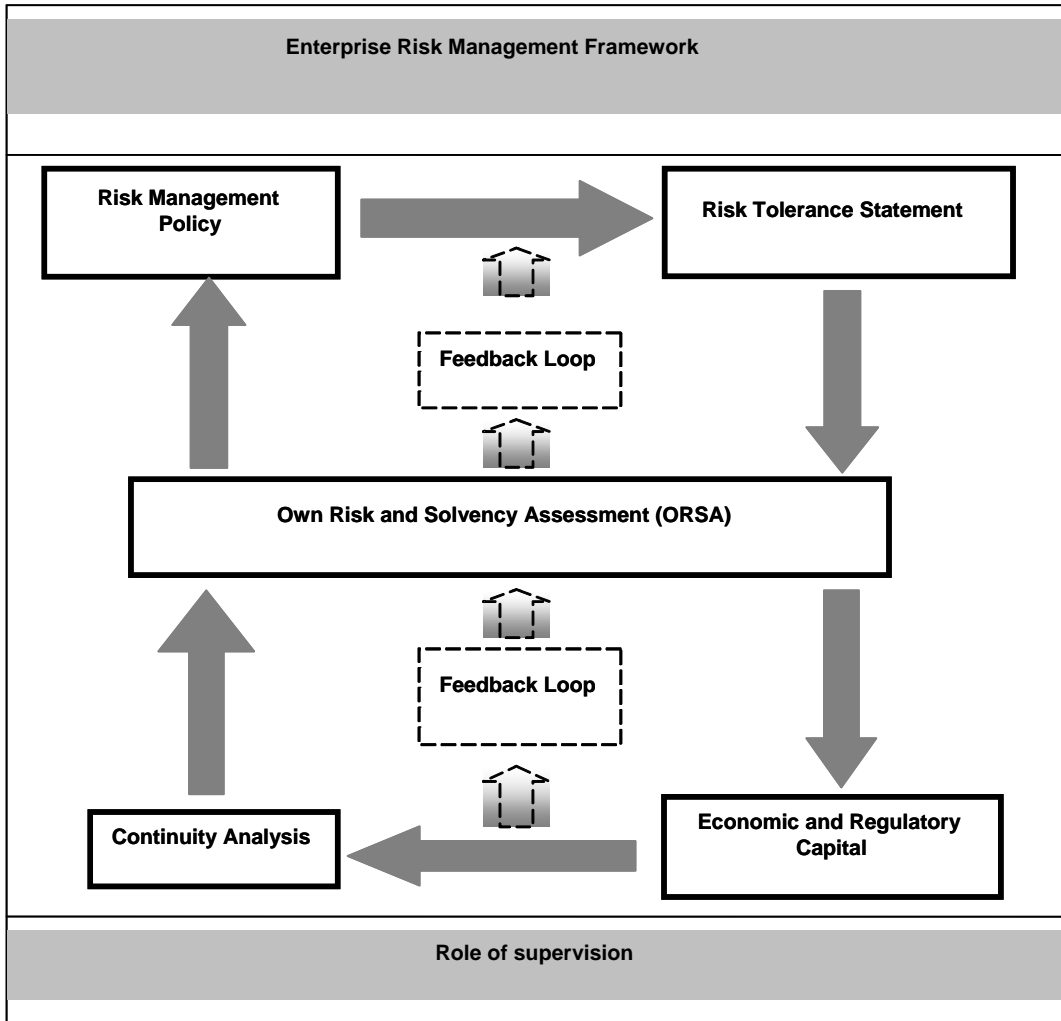 Enterprise Risk Management Framework
Risk Management
Policy
Risk Tolerance Statement
Feedback Loop
Own Risk and Solvency Assessment (ORSA)
Feedback Loop
Continuity Analysis
Economic and Regulatory
Capital
Role of supervision